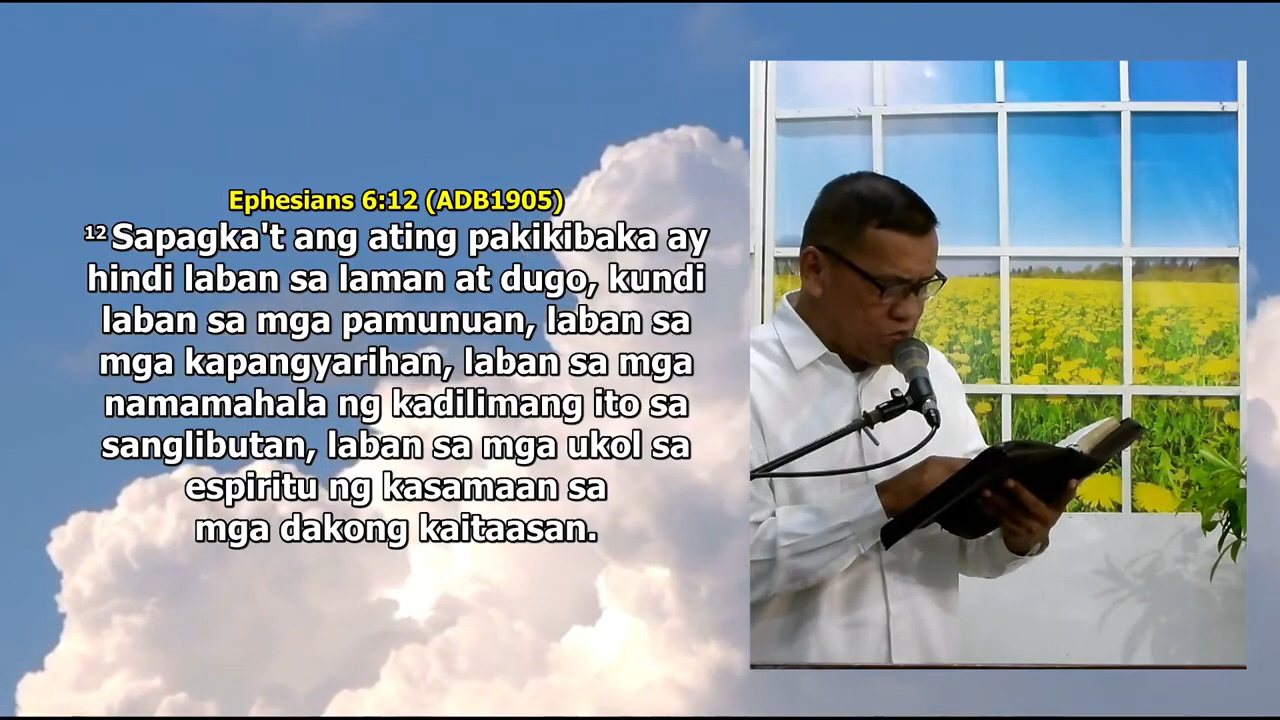 Ephesians 6:12 (ADB1905)
12 Sapagka't ang ating pakikibaka ay
hindi laban sa laman at dugo, kundi
laban sa mga pamunuan, laban sa
mga kapangyarihan, laban sa mga
namamahala ng kadilimang ito sa
sanglibutan, laban sa mga ukol sa
espiritu ng kasamaan sa
mga dakong kaitaasan.